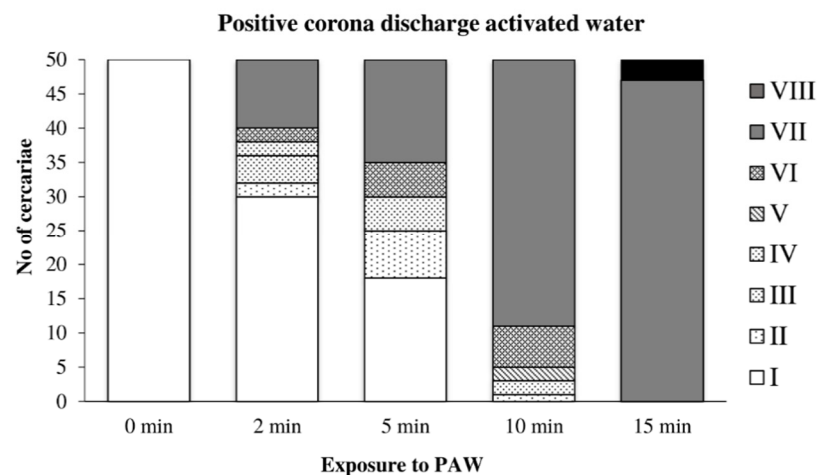 Positive corona discharge activated water
50
45
40
35
30
25
20
15
10
5
0
No of cercariae
0 min
2 min
5 min
10 min
15 min
Exposure to PAW
VIII
VII
VI
V
IV
III
II
I